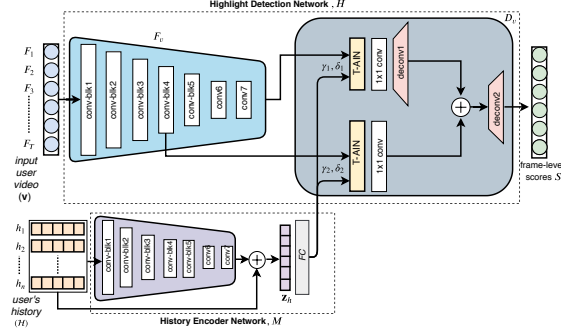 Highlight Detection Network, H
F_v
D_v
F_1
F_2
F_3
F_T
conv-blk1
conv-blk2
conv-blk3
conv-blk4
conv-blk5
conv6
conv7
γ_1, δ_1
T-AIN
1x1 conv
deconv1
deconv2
γ_2, δ_2
T-AIN
1x1 conv
input
user
video
(v)
frame-level
scores S
h_1
h_2
h_n
conv-blk1
conv-blk2
conv-blk3
conv-blk4
conv-blk5
conv6
conv7
z_h
FC
user's
history
(H)
History Encoder Network, M